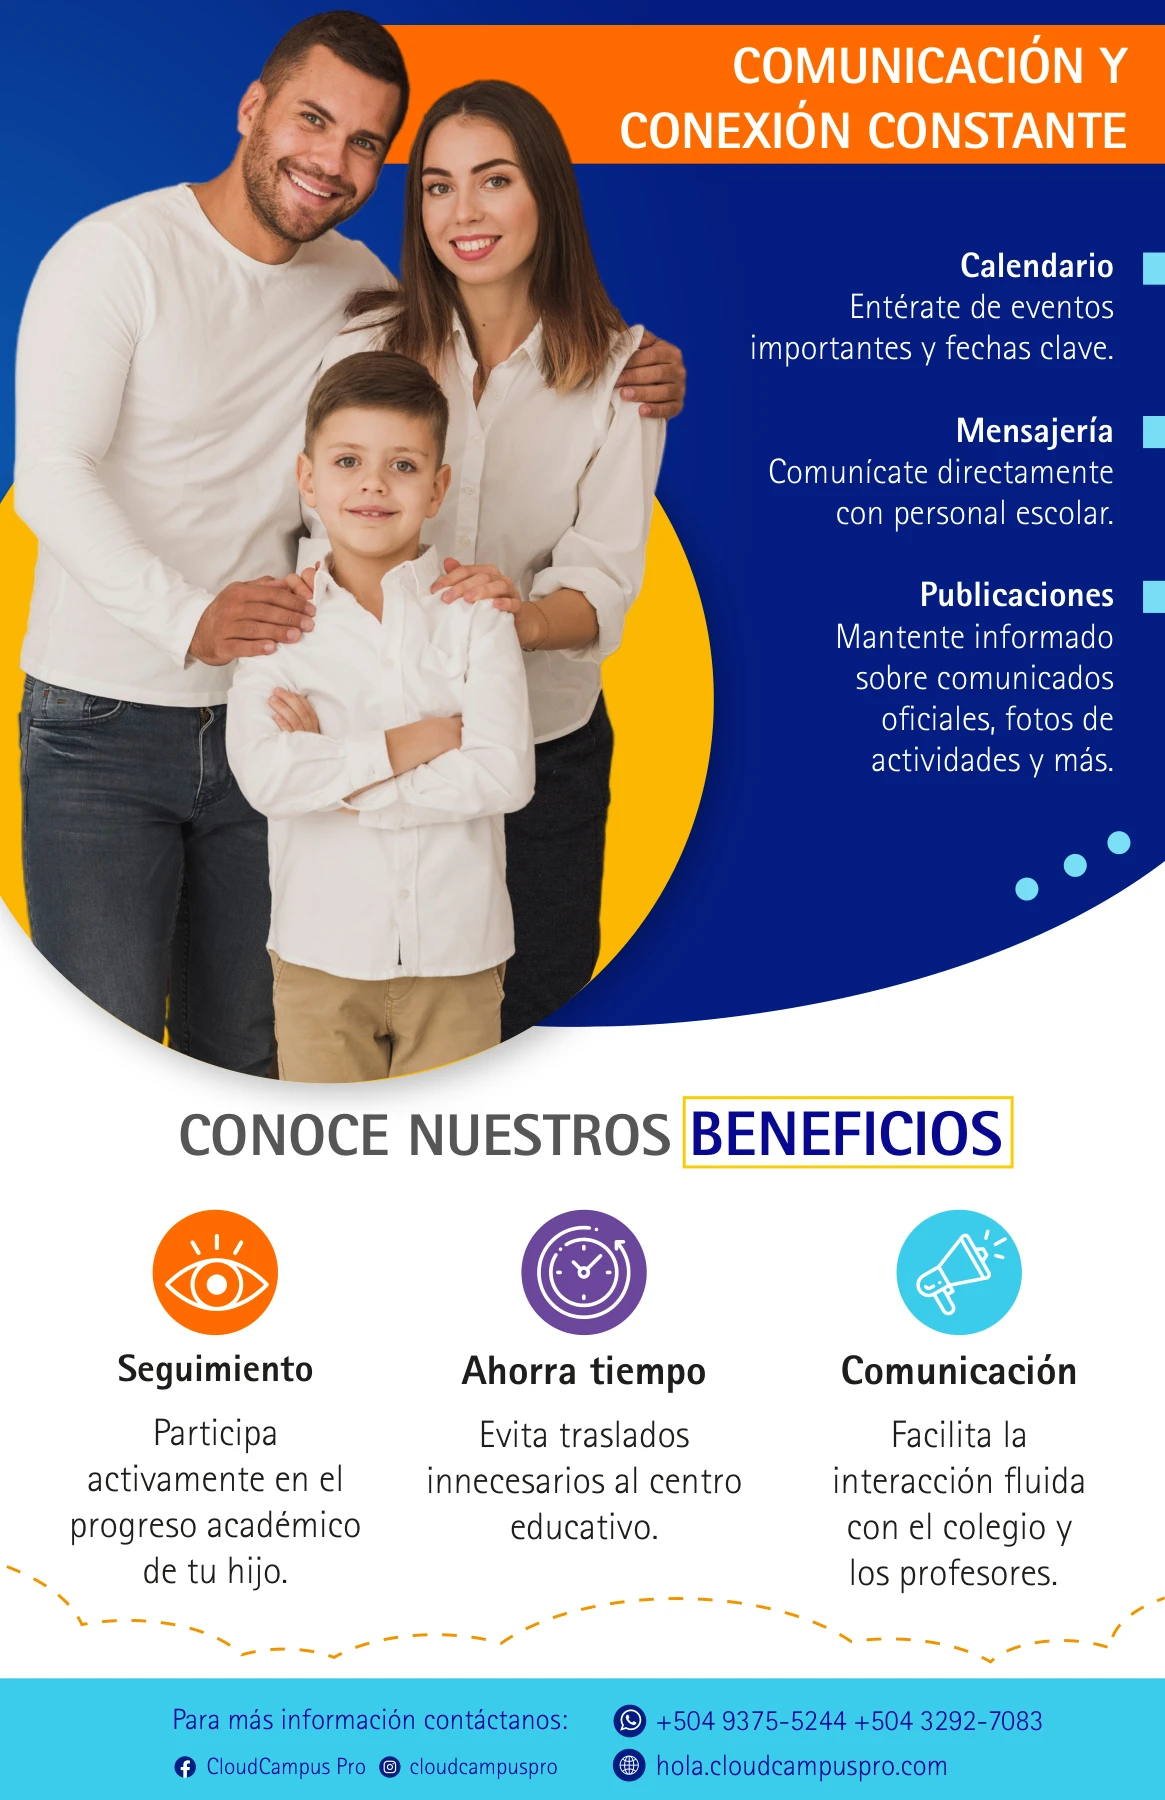 COMUNICACIÓN Y
CONEXIÓN CONSTANTE
Calendario
Entérate de eventos
importantes y fechas clave.
Mensajería
Comunícate directamente
con personal escolar.
Publicaciones
Mantente informado
sobre comunicados
oficiales, fotos de
actividades y más.
CONOCE NUESTROS BENEFICIOS
Seguimiento
Participa
activamente en el
progreso académico
de tu hijo.
Ahorra tiempo
Evita traslados
innecesarios al centro
educativo.
Comunicación
Facilita la
interacción fluida
con el colegio y
los profesores.
Para más información contáctanos:
CloudCampus Pro cloudcampuspro
+504 9375-5244 +504 3292-7083
hola.cloudcampuspro.com